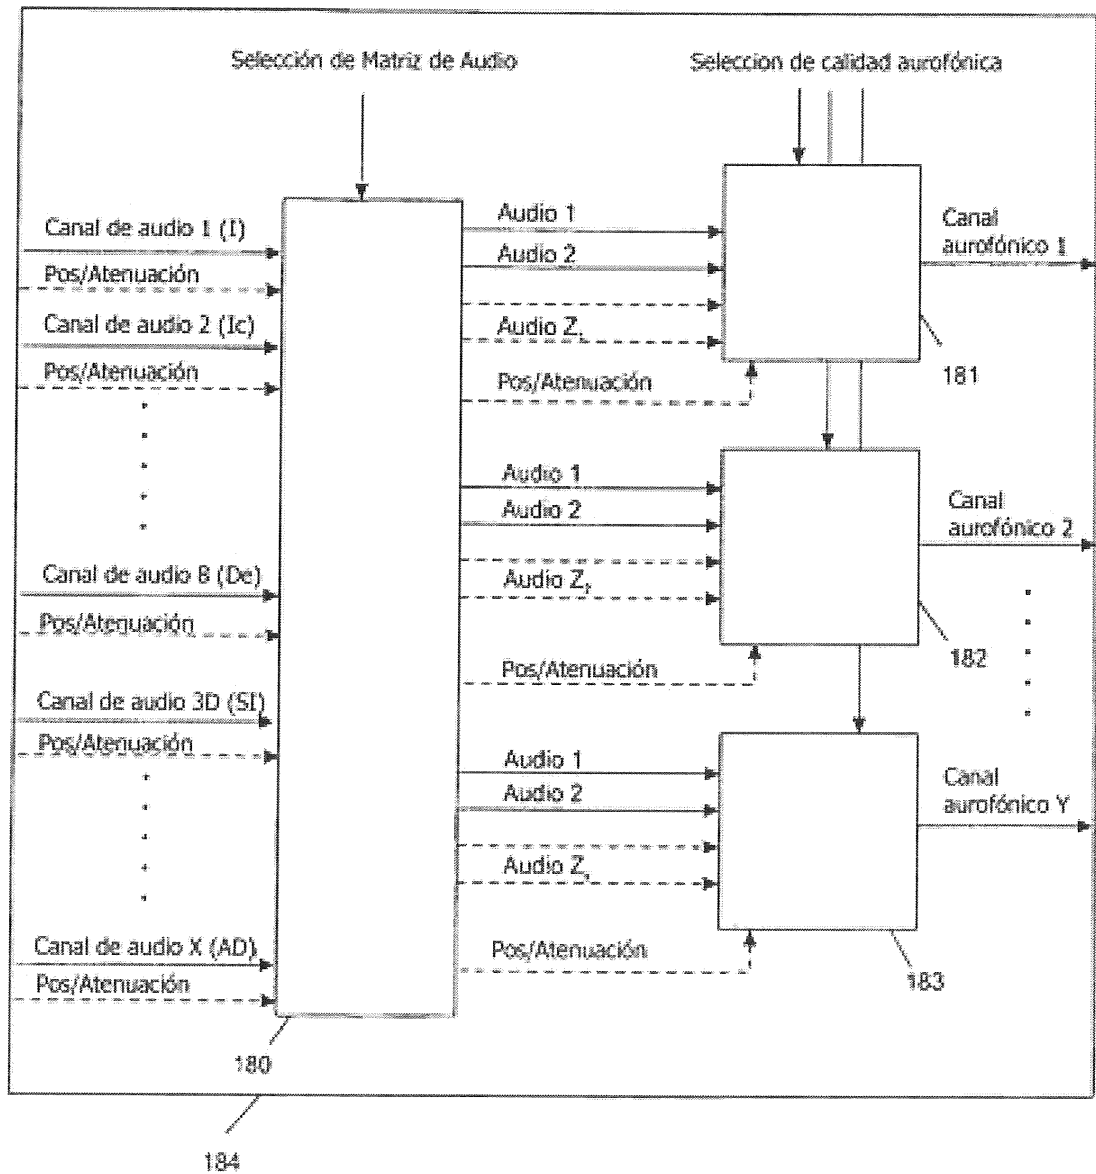 Selección de Matriz de Audio
Seleccion de calidad aurofónica
Canal de audio 1 (I)
Pos/Atenuación
Canal de audio 2 (Ic)
Pos/Atenuación
Canal de audio 8 (De)
Pos/Atenuación
Canal de audio 3D (SI)
Pos/Atenuación
Canal de audio X (AD)
Pos/Atenuación
180
184
Audio 1
Audio 2
Audio Z
Pos/Atenuación
Audio 1
Audio 2
Audio Z
Pos/Atenuación
Audio 1
Audio 2
Audio Z
Pos/Atenuación
Canal
aurofónico 1
181
Canal
aurofónico 2
182
Canal
aurofónico Y
183